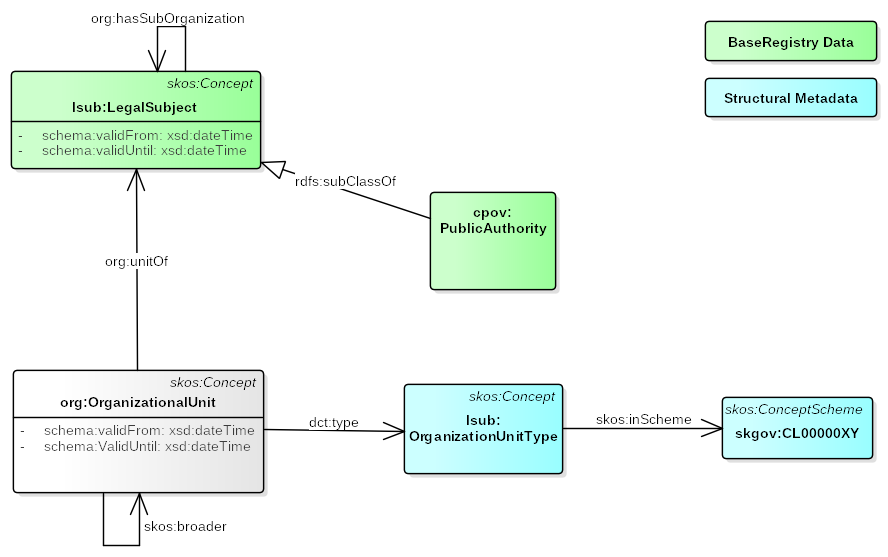 org:hasSubOrganization
BaseRegistry Data
Structural Metadata
skos:Concept
lsub:LegalSubject
- schema:validFrom: xsd:dateTime
- schema:validUntil: xsd:dateTime
rdfs:subClassOf
cpov:
PublicAuthority
org:unitOf
skos:Concept
org:OrganizationalUnit
- schema:validFrom: xsd:dateTime
- schema:ValidUntil: xsd:dateTime
dct:type
skos:Concept
lsub:
OrganizationUnitType
skos:inScheme
skos:ConceptScheme
skgov:CL00000XY
skos:broader